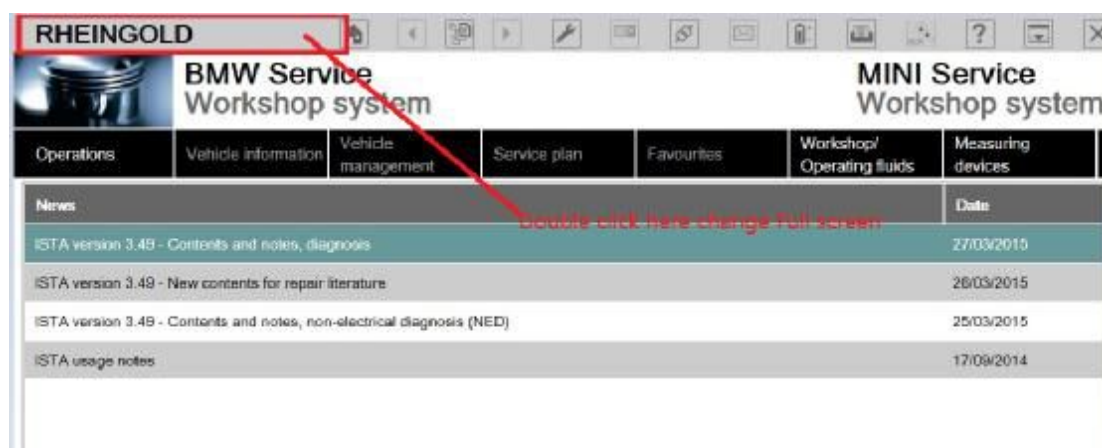 RHEINGOLD
?
BMW Service
Workshop system
MINI Service
Workshop system
Operations
Vehicle information
Vehicle
management
Service plan
Favourites
Workshop/
Operating fluids
Measuring
devices
News
Date
Double click here change Full screen
ISTA version 3.49 - Contents and notes, diagnosis
27/03/2015
ISTA version 3.49 - New contents for repair literature
26/03/2015
ISTA version 3.49 - Contents and notes, non-electrical diagnosis (NED)
25/03/2015
ISTA usage notes
17/09/2014